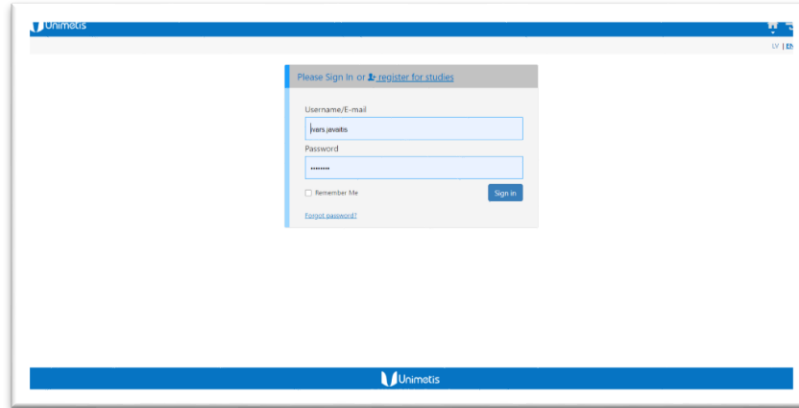 Unimetis
LV | EN
Please Sign In or register for studies
Username/E-mail
ivars.javaitis
Password
••••••••
Remember Me
Sign in
Forgot password?
Unimetis